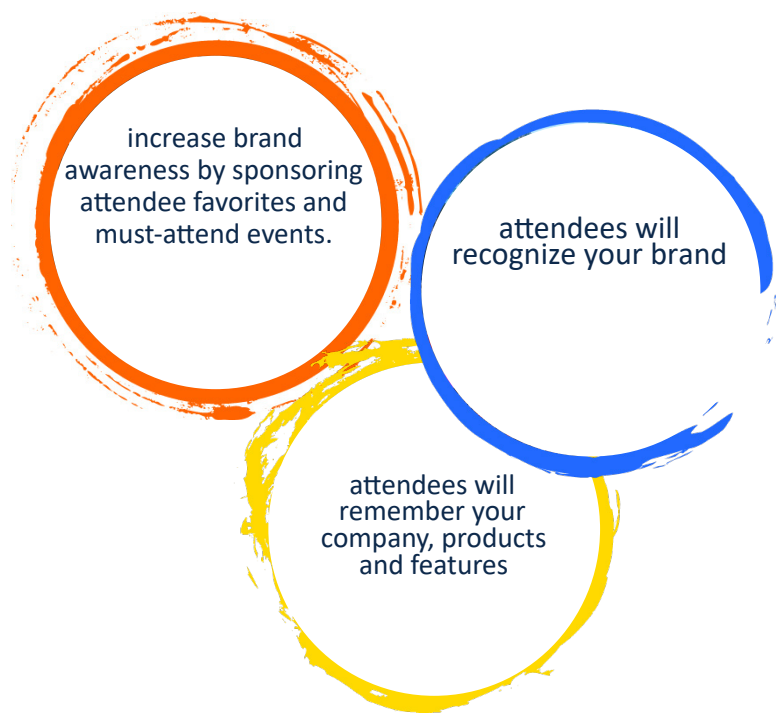 increase brand
awareness by sponsoring
attendee favorites and
must-attend events.
attendees will
recognize your brand
attendees will
remember your
company, products
and features